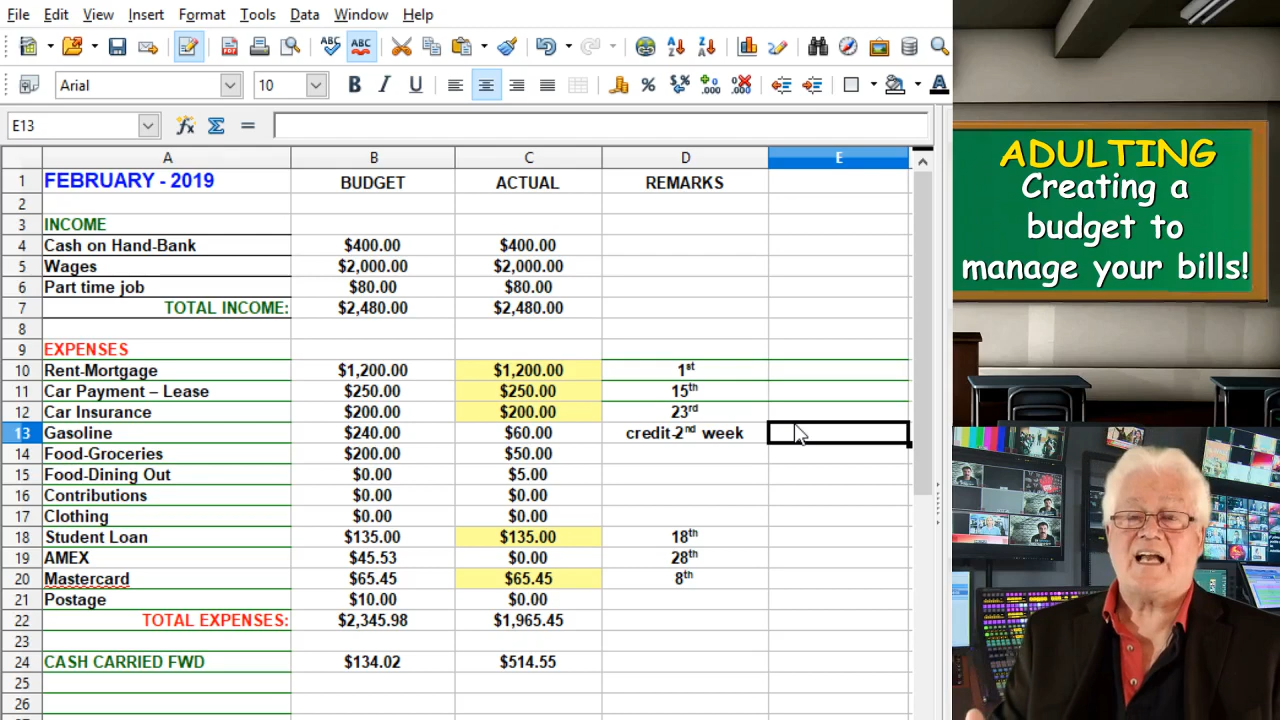 File Edit View Insert Format Tools Data Window Help
Arial 10
E13
A B C D E
1 FEBRUARY - 2019 BUDGET ACTUAL REMARKS
2
3 INCOME
4 Cash on Hand-Bank $400.00 $400.00
5 Wages $2,000.00 $2,000.00
6 Part time job $80.00 $80.00
7 TOTAL INCOME: $2,480.00 $2,480.00
8
9 EXPENSES
10 Rent-Mortgage $1,200.00 $1,200.00 1st
11 Car Payment – Lease $250.00 $250.00 15th
12 Car Insurance $200.00 $200.00 23rd
13 Gasoline $240.00 $60.00 credit-2nd week
14 Food-Groceries $200.00 $50.00
15 Food-Dining Out $0.00 $5.00
16 Contributions $0.00 $0.00
17 Clothing $0.00 $0.00
18 Student Loan $135.00 $135.00 18th
19 AMEX $45.53 $0.00 28th
20 Mastercard $65.45 $65.45 8th
21 Postage $10.00 $0.00
22 TOTAL EXPENSES: $2,345.98 $1,965.45
23
24 CASH CARRIED FWD $134.02 $514.55
25
26
ADULTING
Creating a
budget to
manage your bills!